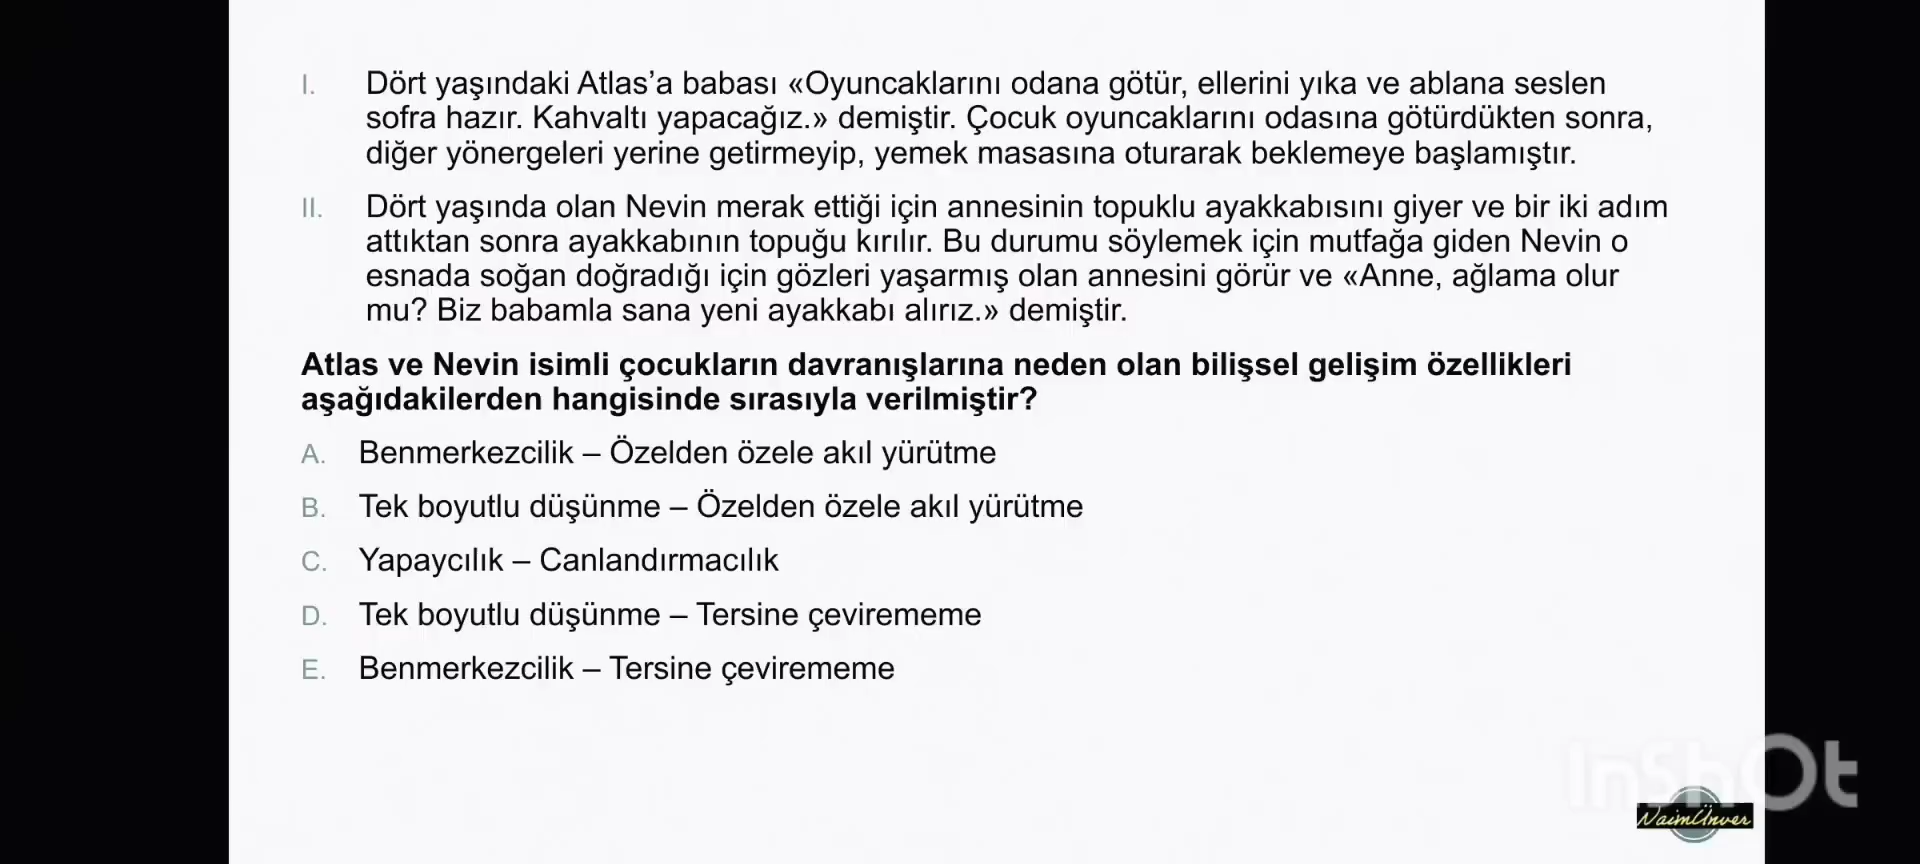 I. Dört yaşındaki Atlas’a babası «Oyuncaklarını odana götür, ellerini yıka ve ablana seslen
sofra hazır. Kahvaltı yapacağız.» demiştir. Çocuk oyuncaklarını odasına götürdükten sonra,
diğer yönergeleri yerine getirmeyip, yemek masasına oturarak beklemeye başlamıştır.
II. Dört yaşında olan Nevin merak ettiği için annesinin topuklu ayakkabısını giyer ve bir iki adım
attıktan sonra ayakkabının topuğu kırılır. Bu durumu söylemek için mutfağa giden Nevin o
esnada soğan doğradığı için gözleri yaşarmış olan annesini görür ve «Anne, ağlama olur
mu? Biz babamla sana yeni ayakkabı alırız.» demiştir.
Atlas ve Nevin isimli çocukların davranışlarına neden olan bilişsel gelişim özellikleri
aşağıdakilerden hangisinde sırasıyla verilmiştir?
A. Benmerkezcilik – Özelden özele akıl yürütme
B. Tek boyutlu düşünme – Özelden özele akıl yürütme
C. Yapaycılık – Canlandırmacılık
D. Tek boyutlu düşünme – Tersine çevirememe
E. Benmerkezcilik – Tersine çevirememe
InShOt
NaimÜnver